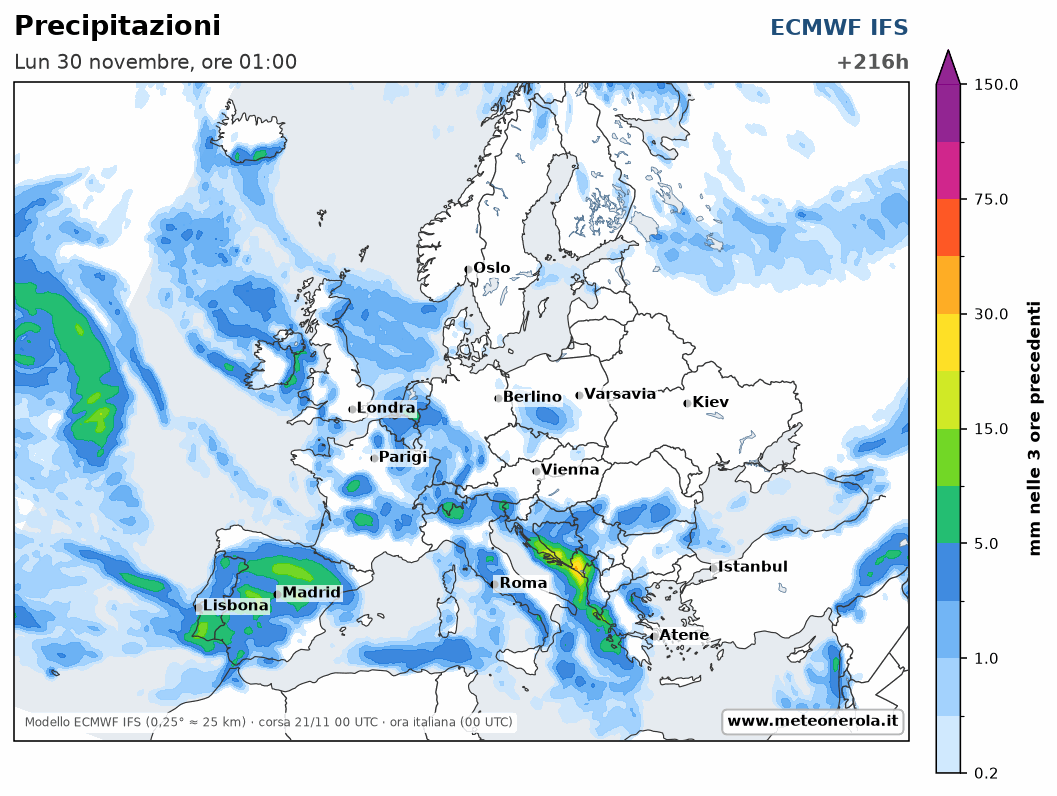 Precipitazioni
ECMWF IFS
Lun 30 novembre, ore 01:00
+216h
150.0
75.0
30.0
15.0
5.0
1.0
0.2
mm nelle 3 ore precedenti
Oslo
Londra
Berlino
Varsavia
Kiev
Parigi
Vienna
Istanbul
Roma
Madrid
Lisbona
Atene
Modello ECMWF IFS (0,25° ≈ 25 km) · corsa 21/11 00 UTC · ora italiana (00 UTC)
www.meteonerola.it